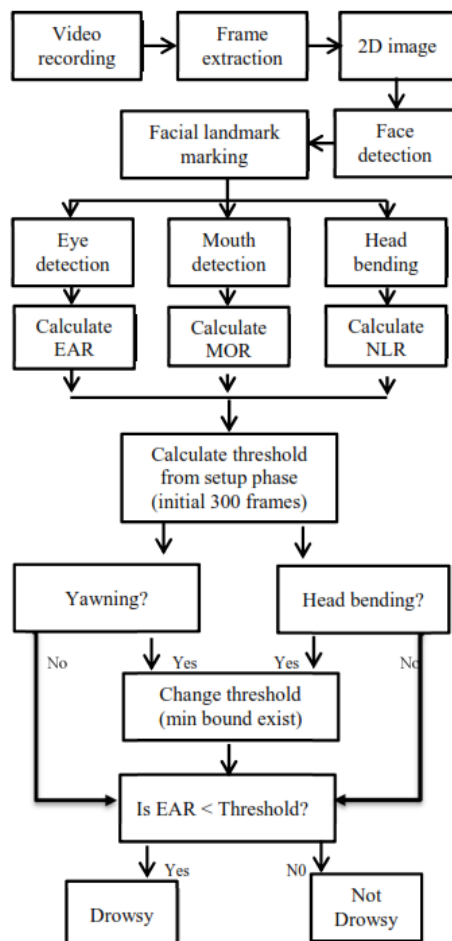 Video
recording
Frame
extraction
2D image
Facial landmark
marking
Face
detection
Eye
detection
Mouth
detection
Head
bending
Calculate
EAR
Calculate
MOR
Calculate
NLR
Calculate threshold
from setup phase
(initial 300 frames)
Yawning?
Head bending?
No
Yes
Yes
No
Change threshold
(min bound exist)
Is EAR < Threshold?
Yes
N0
Drowsy
Not
Drowsy